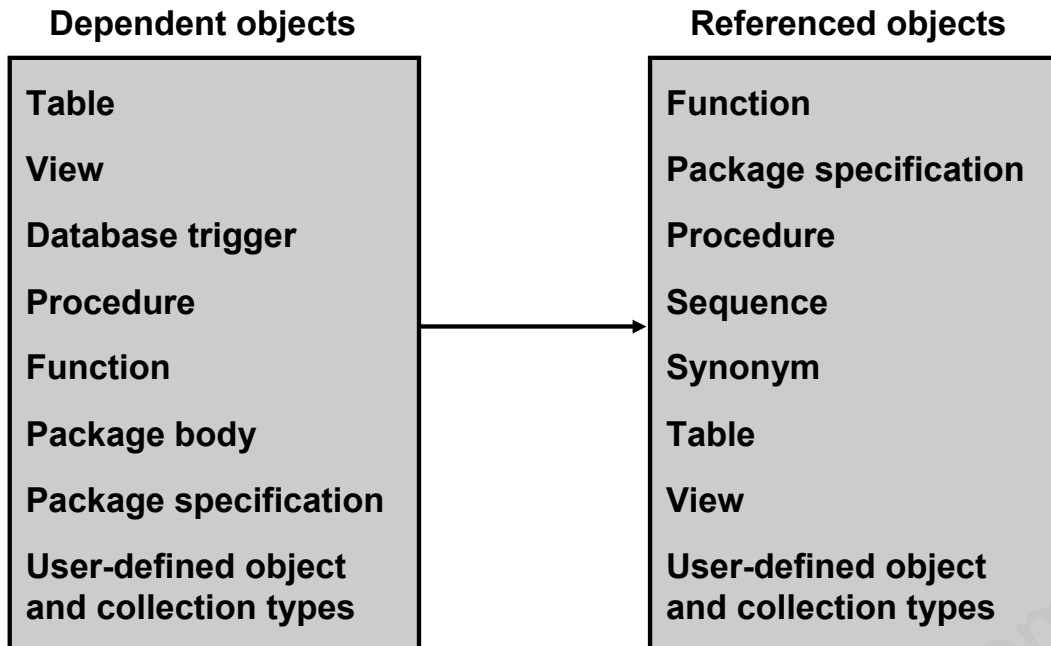 Dependent objects
Table
View
Database trigger
Procedure
Function
Package body
Package specification
User-defined object
and collection types
Referenced objects
Function
Package specification
Procedure
Sequence
Synonym
Table
View
User-defined object
and collection types